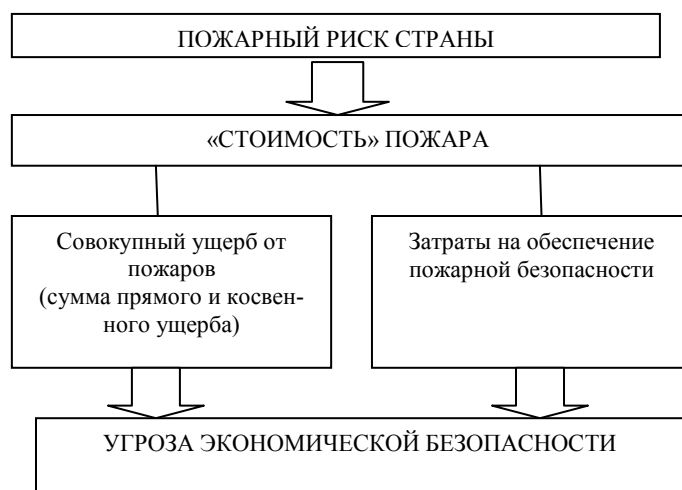 ПОЖАРНЫЙ РИСК СТРАНЫ
«СТОИМОСТЬ» ПОЖАРА
Совокупный ущерб от
пожаров
(сумма прямого и косвен-
ного ущерба)
Затраты на обеспечение
пожарной безопасности
УГРОЗА ЭКОНОМИЧЕСКОЙ БЕЗОПАСНОСТИ